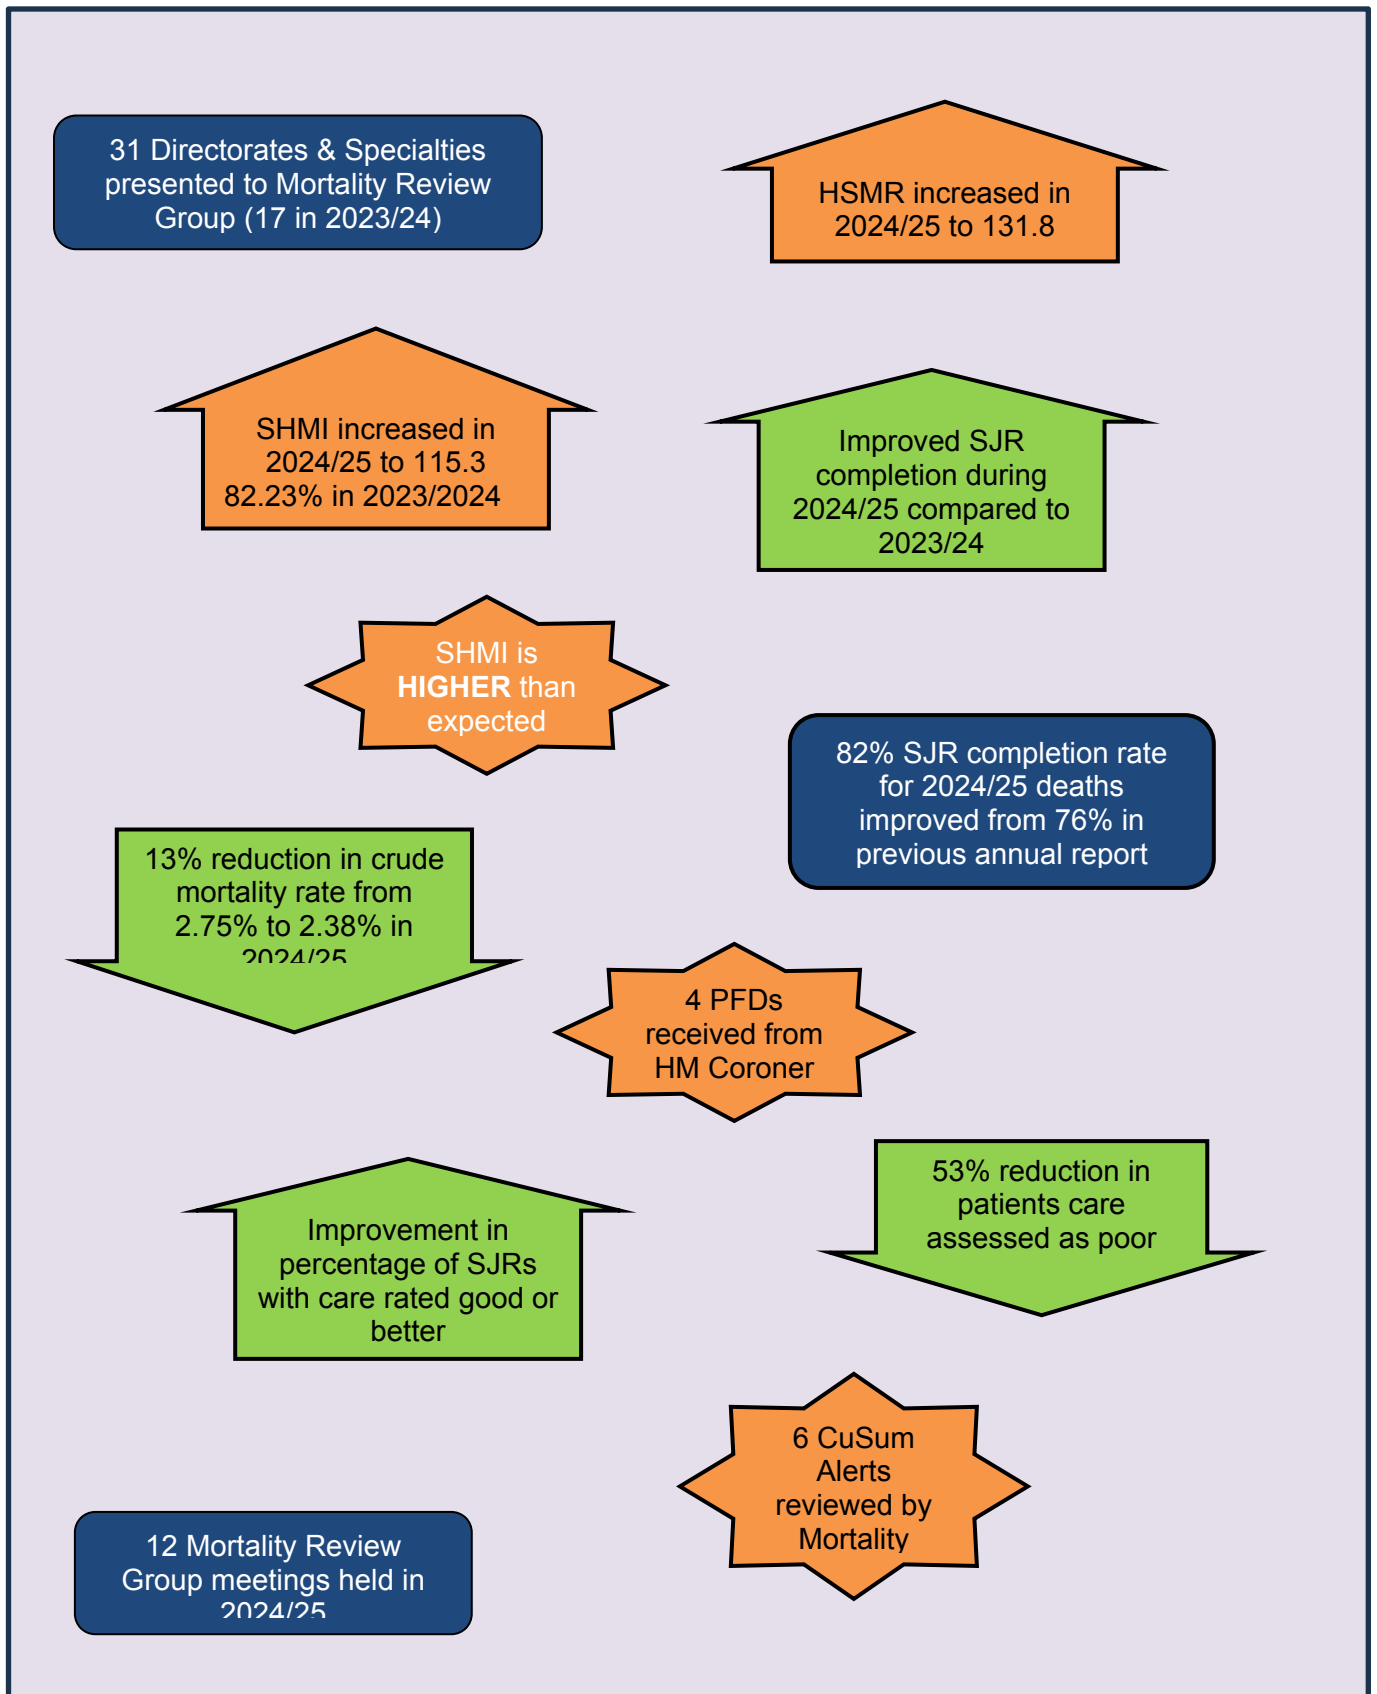 31 Directorates & Specialties
presented to Mortality Review
Group (17 in 2023/24)
HSMR increased in
2024/25 to 131.8
SHMI increased in
2024/25 to 115.3
82.23% in 2023/2024
Improved SJR
completion during
2024/25 compared to
2023/24
SHMI is
HIGHER than
expected
82% SJR completion rate
for 2024/25 deaths
improved from 76% in
previous annual report
13% reduction in crude
mortality rate from
2.75% to 2.38% in
2024/25
4 PFDs
received from
HM Coroner
53% reduction in
patients care
assessed as poor
Improvement in
percentage of SJRs
with care rated good or
better
6 CuSum
Alerts
reviewed by
Mortality
12 Mortality Review
Group meetings held in
2024/25